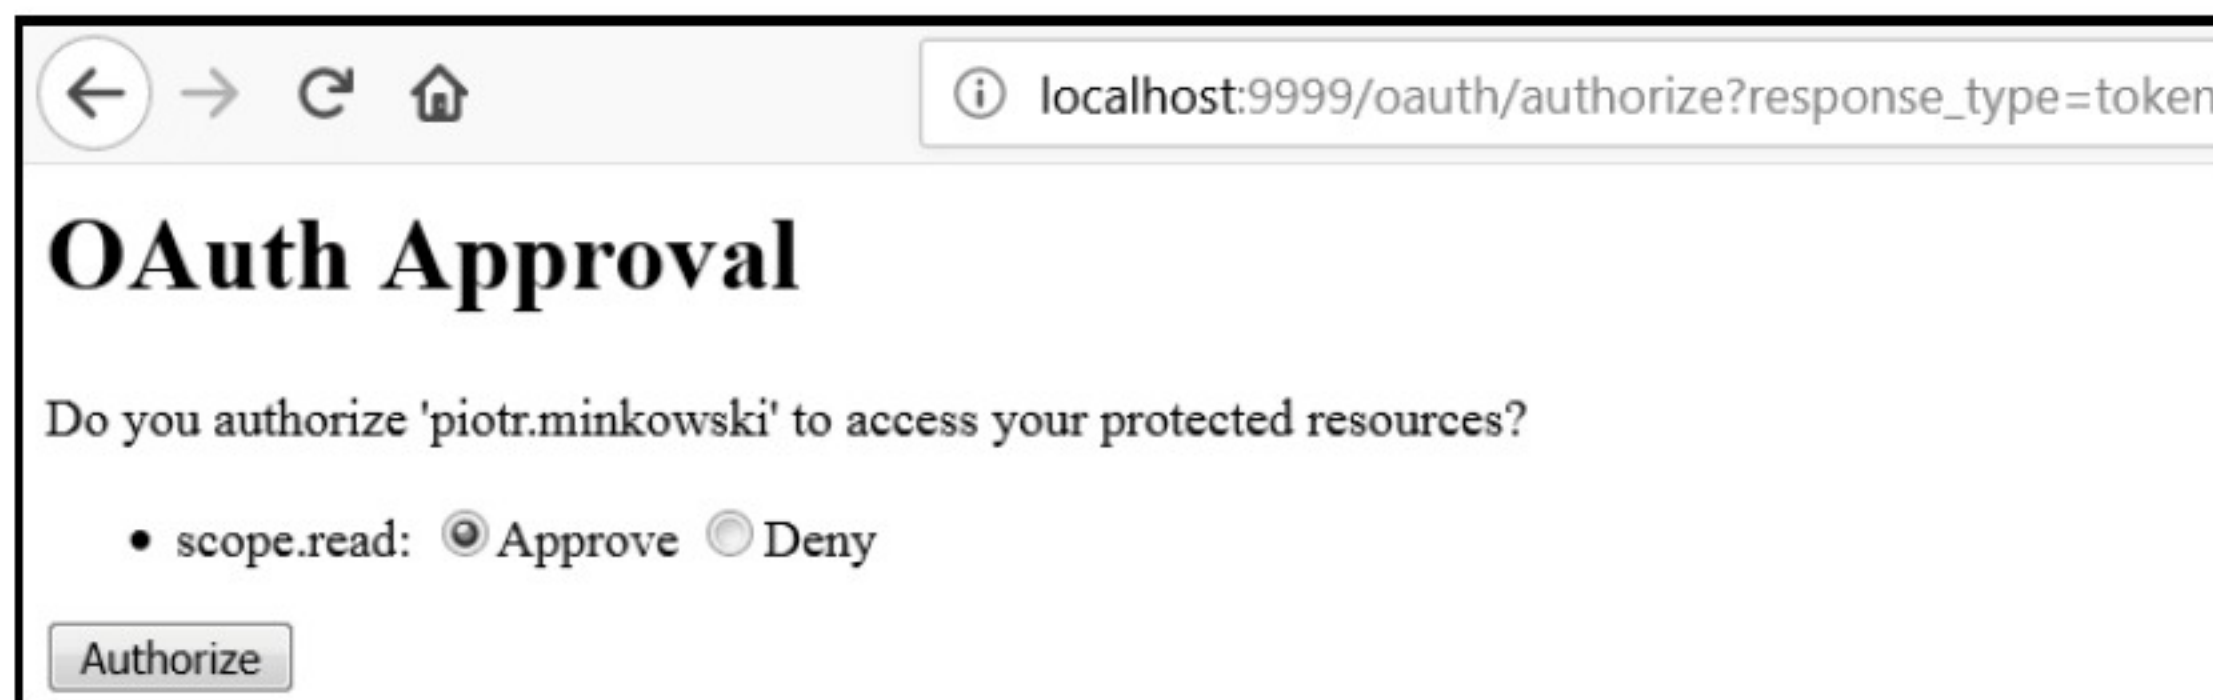 localhost:9999/oauth/authorize?response_type=token
OAuth Approval
Do you authorize 'piotr.minkowski' to access your protected resources?
• scope.read: Approve Deny
Authorize